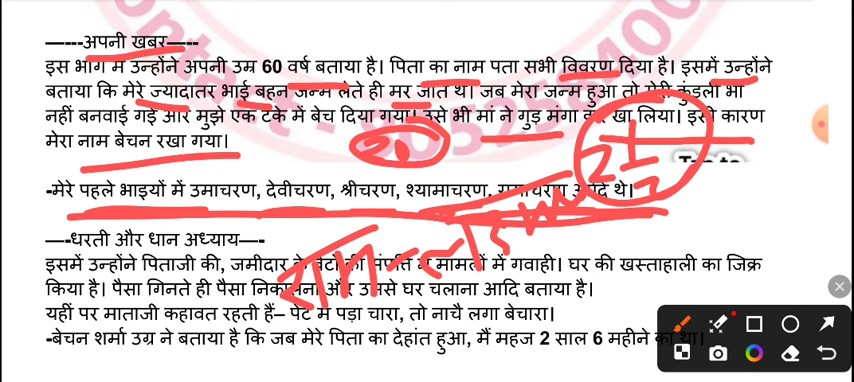 —---अपनी खबर—--
इस भाग में उन्होंने अपनी उम्र 60 वर्ष बताया है। पिता का नाम पता सभी विवरण दिया है। इसमें उन्होंने
बताया कि मेरे ज्यादातर भाई बहन जन्म लेते ही मर जाते थे। जब मेरा जन्म हुआ तो मेरी कुंडली भी
नहीं बनवाई गई और मुझे एक टके में बेच दिया गया। उसे भी मां ने गुड़ मंगा कर खा लिया। इसी कारण
मेरा नाम बेचन रखा गया।
-मेरे पहले भाइयों में उमाचरण, देवीचरण, श्रीचरण, श्यामाचरण, रामाचरण आदि थे।
—-धरती और धान अध्याय—-
इसमें उन्होंने पिताजी की, जमीदार के बेटों की संपत्ति में मामलों में गवाही। घर की खस्ताहाली का जिक्र
किया है। पैसा गिनते ही पैसा निकालना और उससे घर चलाना आदि बताया है।
यहीं पर माताजी कहावत रहती हैं– पेट में पड़ा चारा, तो नाचै लगा बेचारा।
-बेचन शर्मा उग्र ने बताया है कि जब मेरे पिता का देहांत हुआ, मैं महज 2 साल 6 महीने का था।